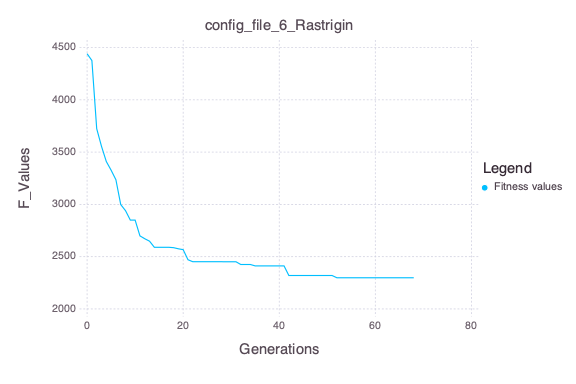 config_file_6_Rastrigin
4500
4000
3500
3000
2500
2000
F_Values
0
20
40
60
80
Generations
Legend
Fitness values